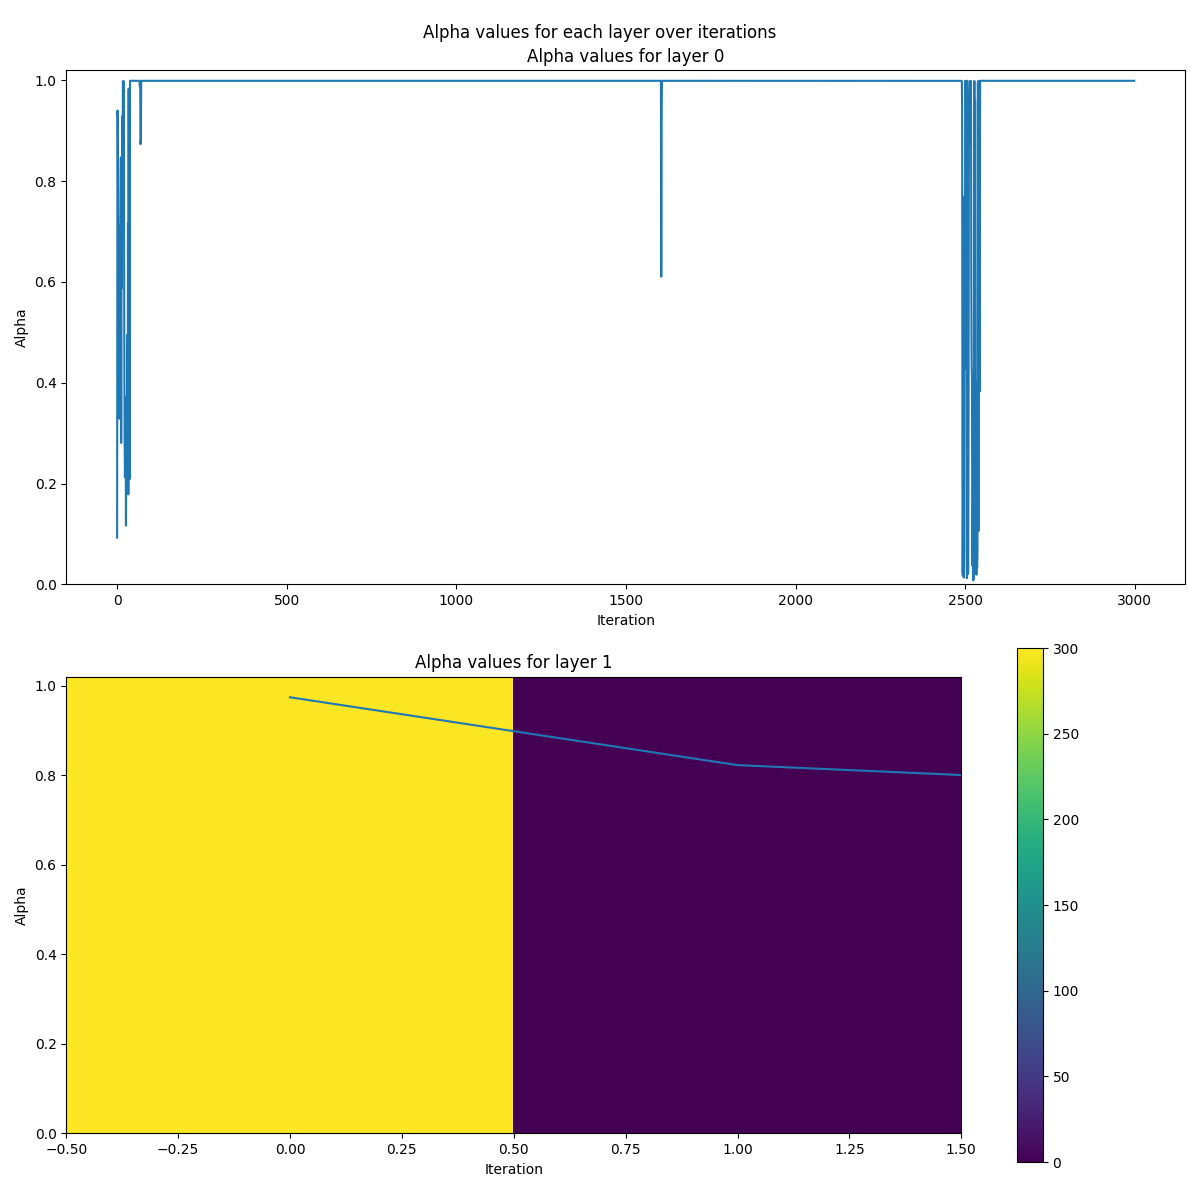 Alpha values for each layer over iterations
Alpha values for layer 0
1.0
0.8
0.6
0.4
0.2
0.0
Alpha
0 500 1000 1500 2000 2500 3000
Iteration
Alpha values for layer 1
1.0
0.8
0.6
0.4
0.2
0.0
Alpha
−0.50 −0.25 0.00 0.25 0.50 0.75 1.00 1.25 1.50
Iteration
300
250
200
150
100
50
0